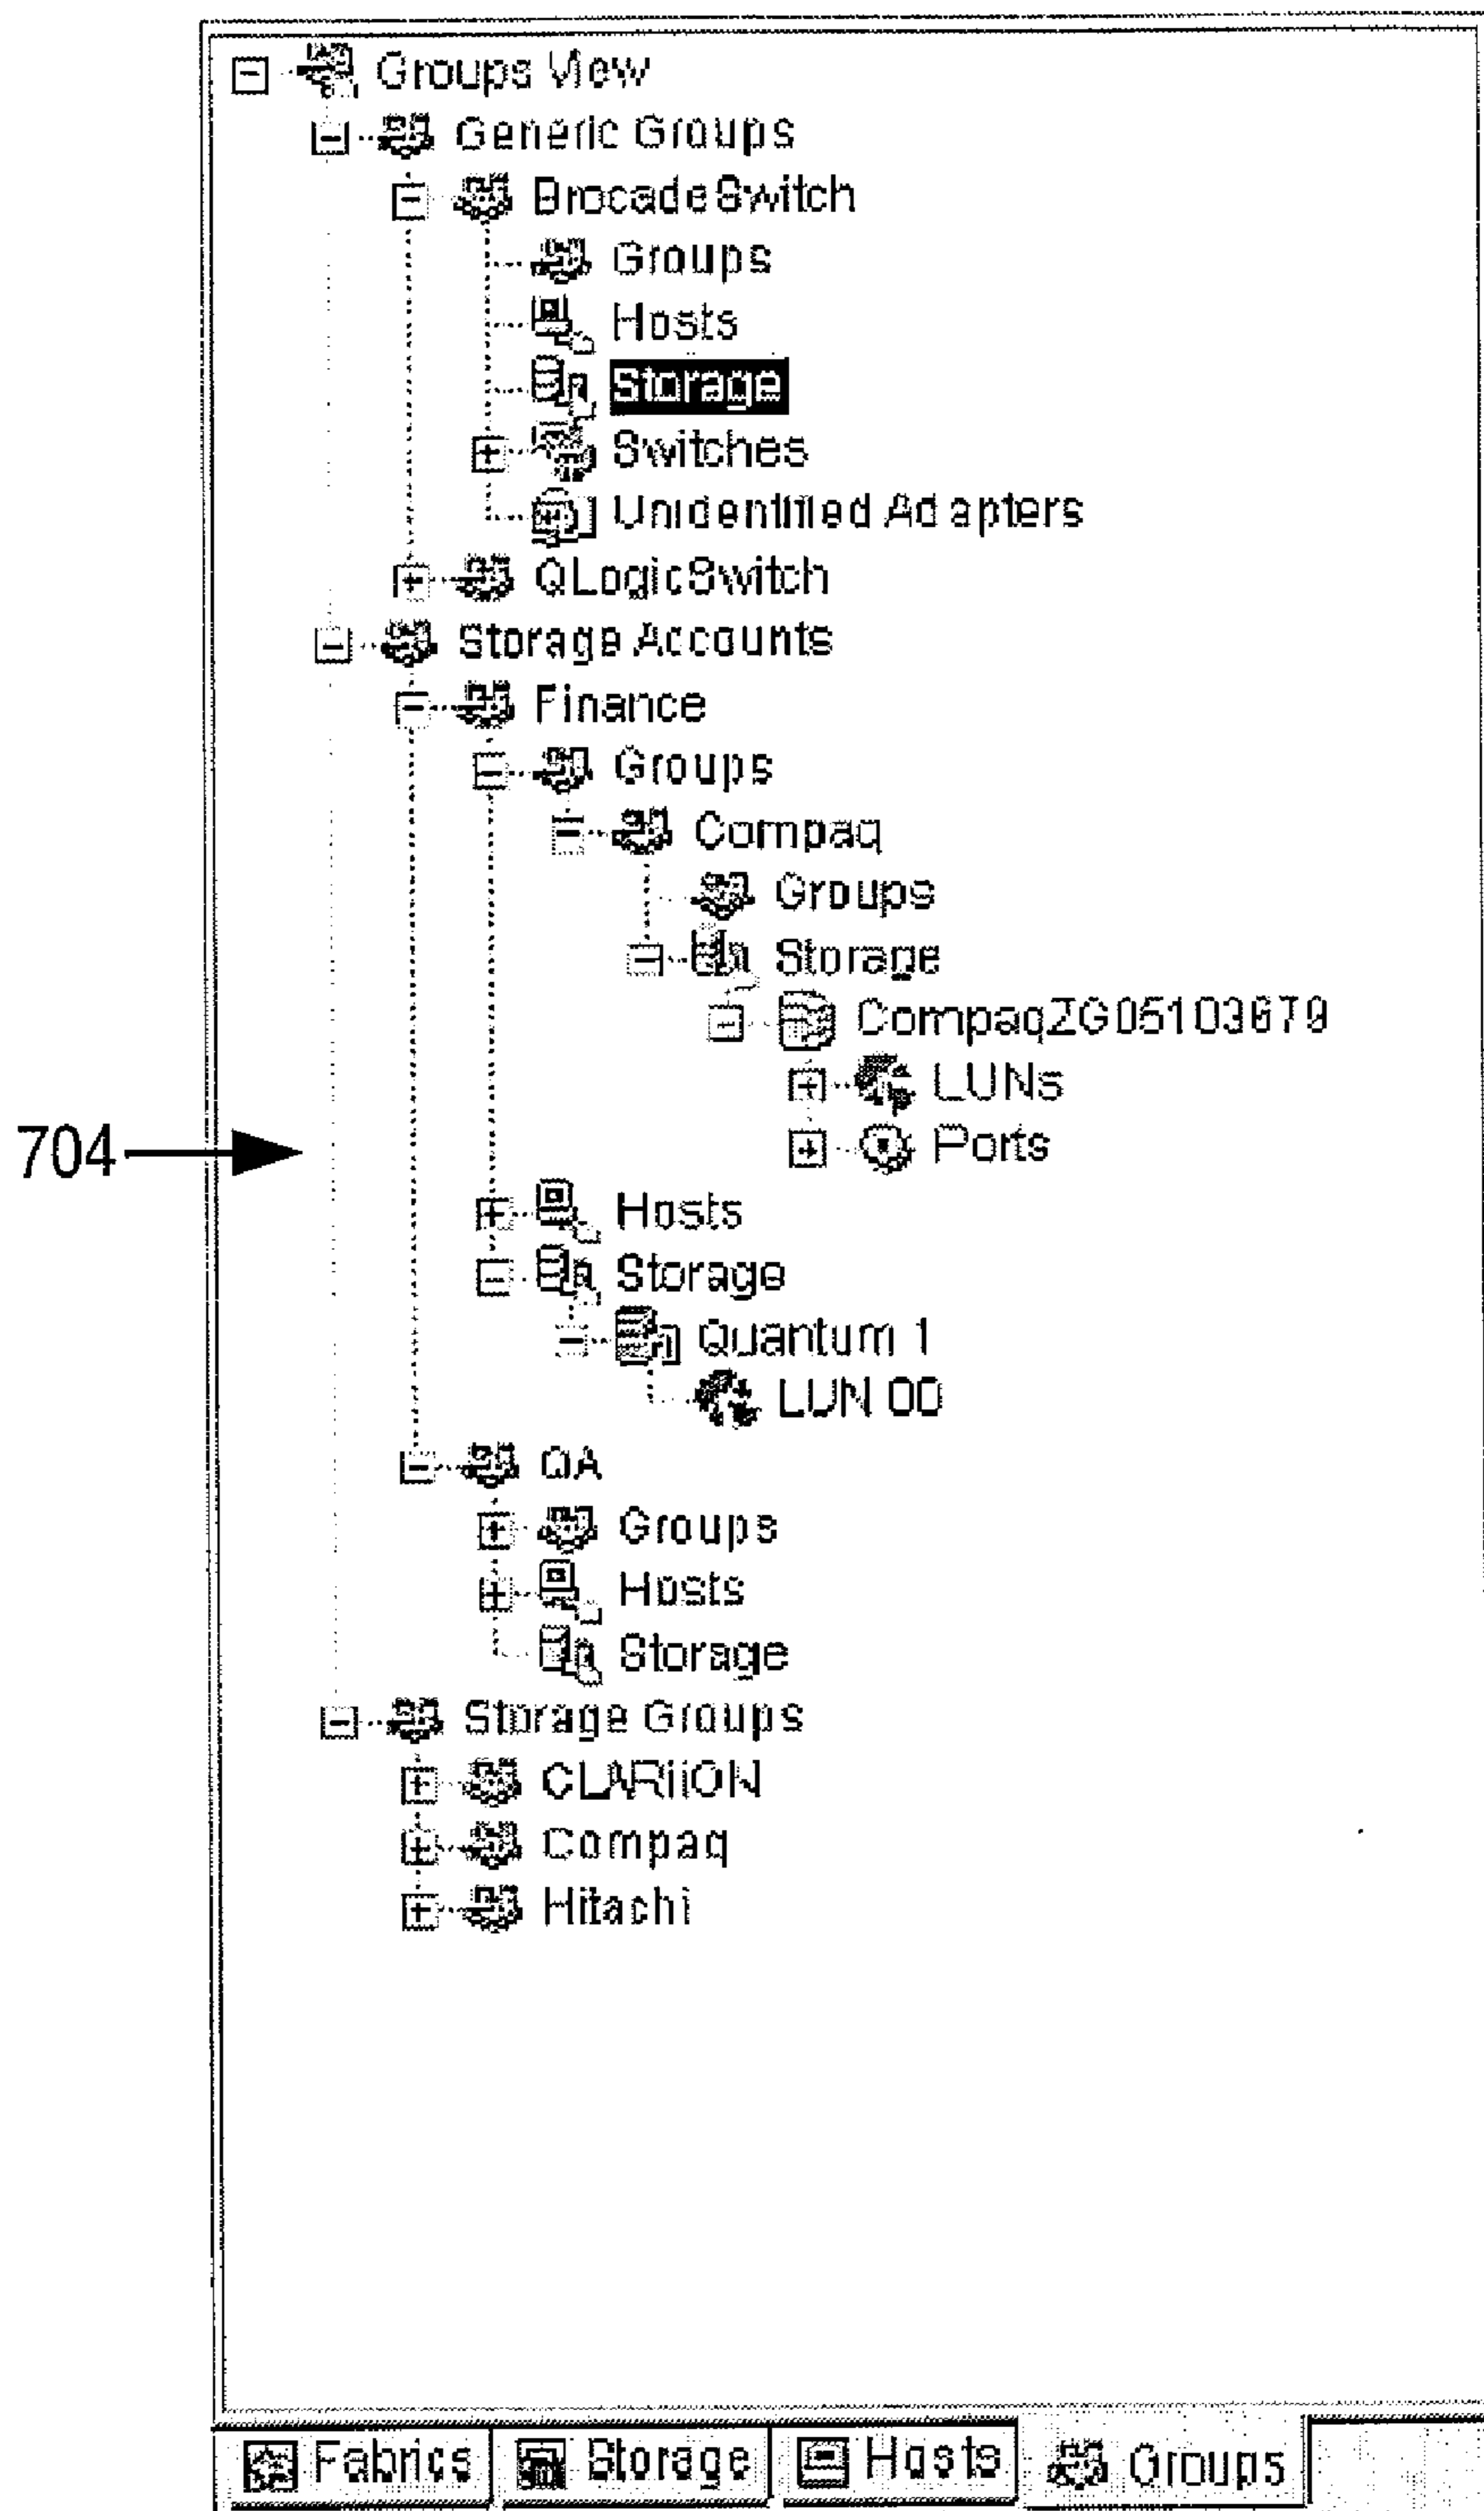 Groups View
Generic Groups
BrocadeSwitch
Groups
Hosts
Storage
Switches
Unidentified Adapters
QLogicSwitch
Storage Accounts
Finance
Groups
Compaq
Groups
Storage
CompaqZG05103679
LUNs
704
Ports
Hosts
Storage
Quantum 1
LUN 00
QA
Groups
Hosts
Storage
Storage Groups
CLARiiON
Compaq
Hitachi
Fabrics Storage Hosts Groups